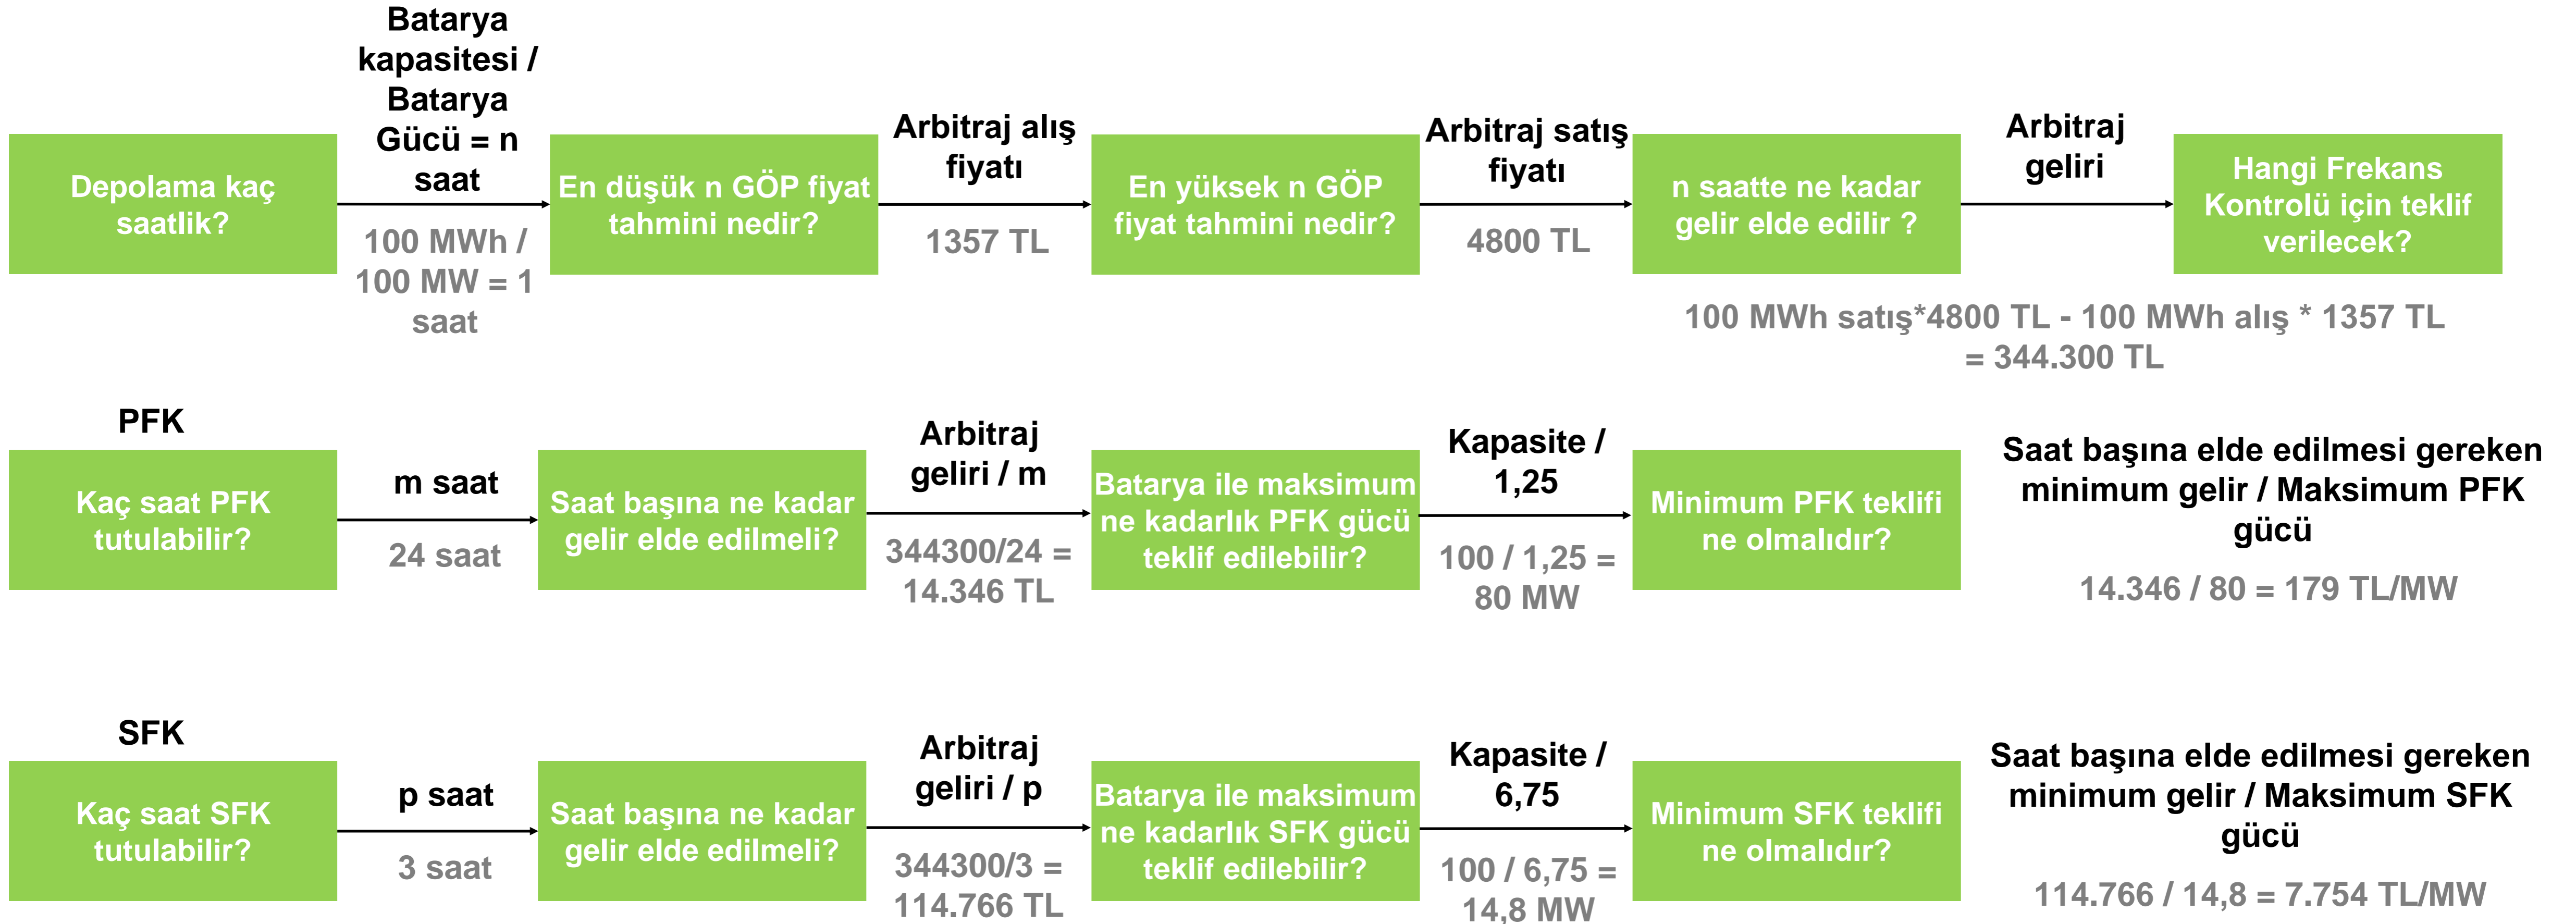 Batarya
kapasitesi /
Batarya
Gücü = n
saat
Depolama kaç
saatlik?
100 MWh /
100 MW = 1
saat
En düşük n GÖP fiyat
tahmini nedir?
Arbitraj alış
fiyatı
1357 TL
En yüksek n GÖP
fiyat tahmini nedir?
Arbitraj satış
fiyatı
4800 TL
n saatte ne kadar
gelir elde edilir ?
Arbitraj
geliri
Hangi Frekans
Kontrolü için teklif
verilecek?
100 MWh satış*4800 TL - 100 MWh alış * 1357 TL
= 344.300 TL
PFK
Kaç saat PFK
tutulabilir?
m saat
24 saat
Saat başına ne kadar
gelir elde edilmeli?
Arbitraj
geliri / m
344300/24 =
14.346 TL
Batarya ile maksimum
ne kadarlık PFK gücü
teklif edilebilir?
Kapasite /
1,25
100 / 1,25 =
80 MW
Minimum PFK teklifi
ne olmalıdır?
Saat başına elde edilmesi gereken
minimum gelir / Maksimum PFK
gücü
14.346 / 80 = 179 TL/MW
SFK
Kaç saat SFK
tutulabilir?
p saat
3 saat
Saat başına ne kadar
gelir elde edilmeli?
Arbitraj
geliri / p
344300/3 =
114.766 TL
Batarya ile maksimum
ne kadarlık SFK gücü
teklif edilebilir?
Kapasite /
6,75
100 / 6,75 =
14,8 MW
Minimum SFK teklifi
ne olmalıdır?
Saat başına elde edilmesi gereken
minimum gelir / Maksimum SFK
gücü
114.766 / 14,8 = 7.754 TL/MW